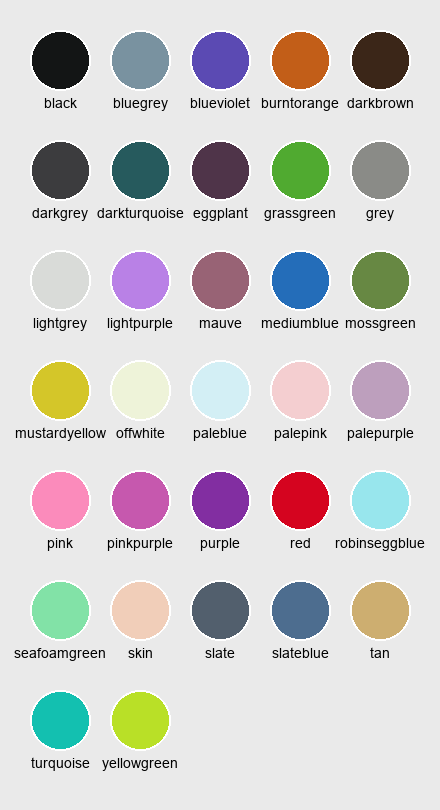 black bluegrey blueviolet burntorange darkbrown
darkgrey darkturquoise eggplant grassgreen grey
lightgrey lightpurple mauve mediumblue mossgreen
mustardyellow offwhite paleblue palepink palepurple
pink pinkpurple purple red robinseggblue
seafoamgreen skin slate slateblue tan
turquoise yellowgreen